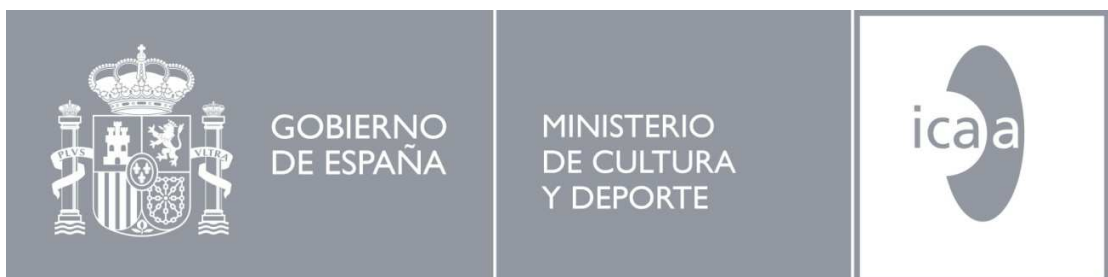 PLVS
VLTRA
GOBIERNO
DE ESPAÑA
MINISTERIO
DE CULTURA
Y DEPORTE
icaa